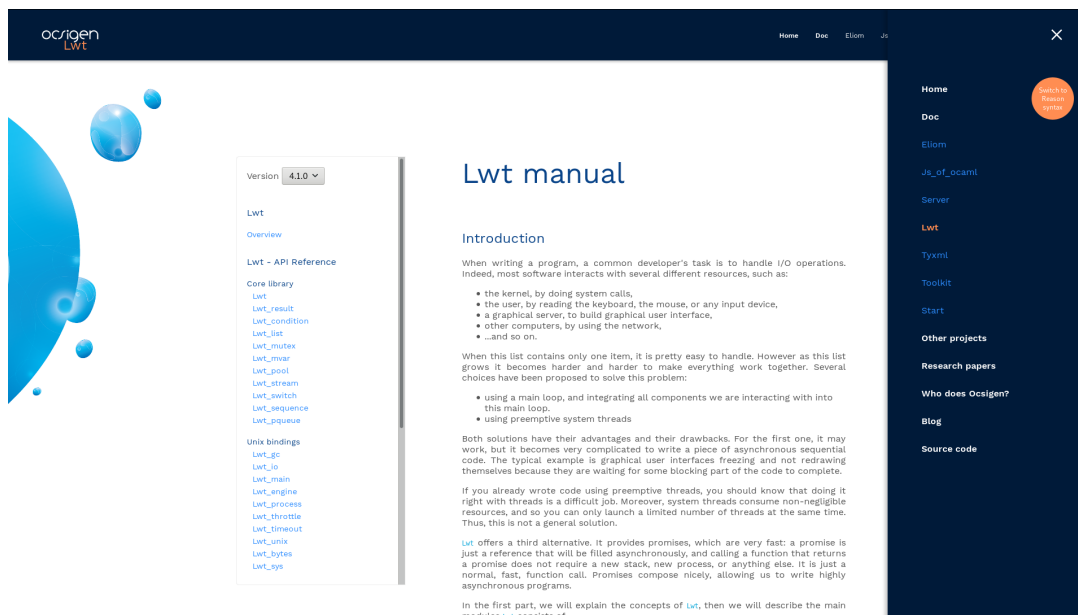 ocsigen
Lwt
Home Doc Eliom Js
Switch to
Reason
syntax
Home
Doc
Eliom
Js_of_ocaml
Server
Lwt
Tyxml
Toolkit
Start
Other projects
Research papers
Who does Ocsigen?
Blog
Source code
Version 4.1.0
Lwt
Overview
Lwt - API Reference
Core library
Lwt
Lwt_result
Lwt_condition
Lwt_list
Lwt_mutex
Lwt_mvar
Lwt_pool
Lwt_stream
Lwt_switch
Lwt_sequence
Lwt_pqueue
Unix bindings
Lwt_gc
Lwt_io
Lwt_main
Lwt_engine
Lwt_process
Lwt_throttle
Lwt_timeout
Lwt_unix
Lwt_bytes
Lwt_sys
Lwt manual
Introduction
When writing a program, a common developer's task is to handle I/O operations.
Indeed, most software interacts with several different resources, such as:
• the kernel, by doing system calls,
• the user, by reading the keyboard, the mouse, or any input device,
• a graphical server, to build graphical user interface,
• other computers, by using the network,
• ...and so on.
When this list contains only one item, it is pretty easy to handle. However as this list
grows it becomes harder and harder to make everything work together. Several
choices have been proposed to solve this problem:
• using a main loop, and integrating all components we are interacting with into
this main loop.
• using preemptive system threads
Both solutions have their advantages and their drawbacks. For the first one, it may
work, but it becomes very complicated to write a piece of asynchronous sequential
code. The typical example is graphical user interfaces freezing and not redrawing
themselves because they are waiting for some blocking part of the code to complete.
If you already wrote code using preemptive threads, you should know that doing it
right with threads is a difficult job. Moreover, system threads consume non-negligible
resources, and so you can only launch a limited number of threads at the same time.
Thus, this is not a general solution.
Lwt offers a third alternative. It provides promises, which are very fast: a promise is
just a reference that will be filled asynchronously, and calling a function that returns
a promise does not require a new stack, new process, or anything else. It is just a
normal, fast, function call. Promises compose nicely, allowing us to write highly
asynchronous programs.
In the first part, we will explain the concepts of Lwt, then we will describe the main